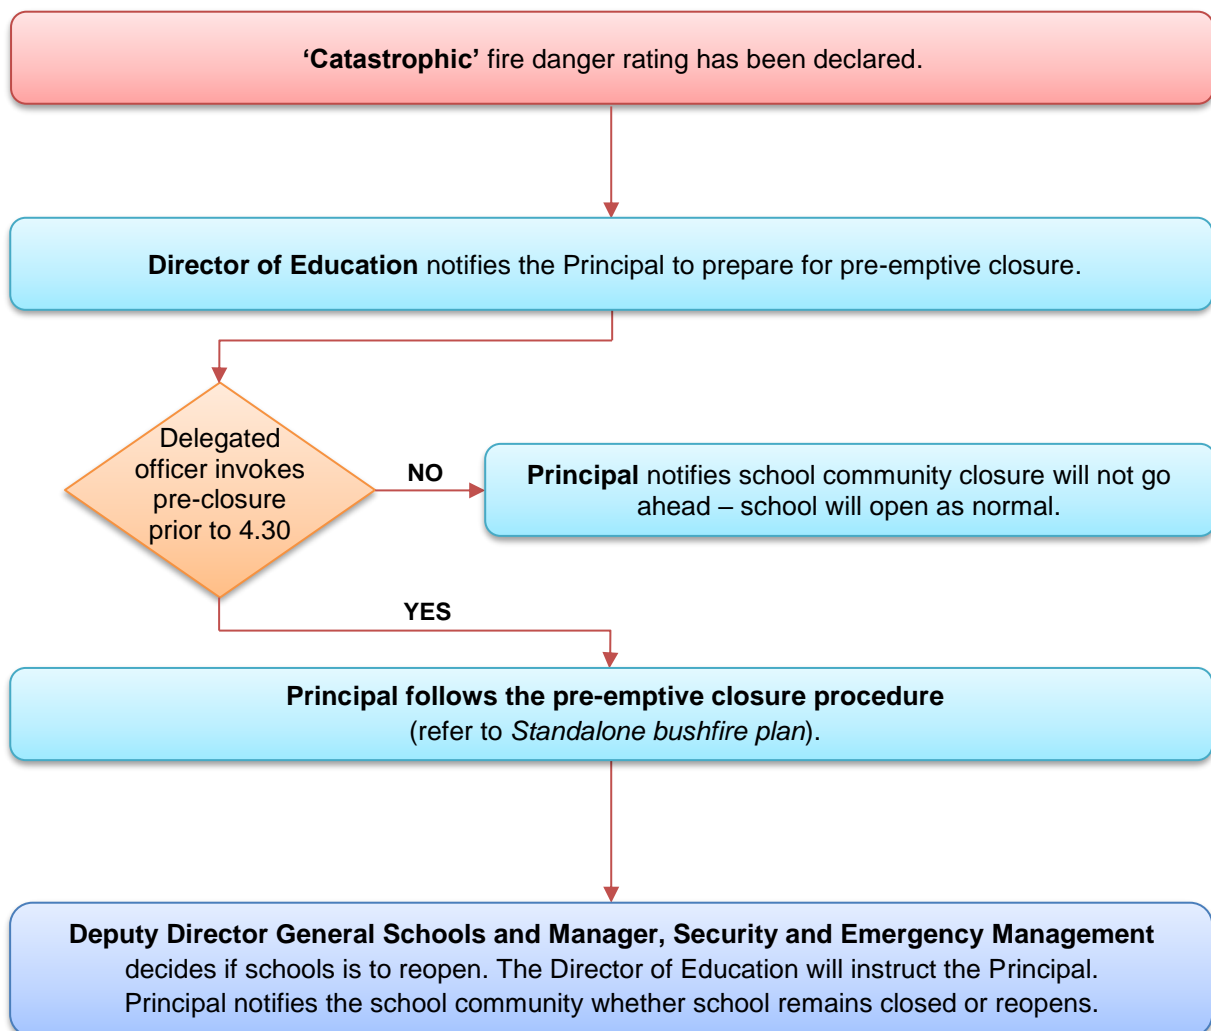 ‘Catastrophic’ fire danger rating has been declared.
Director of Education notifies the Principal to prepare for pre-emptive closure.
Delegated
officer invokes
pre-closure
prior to 4.30
NO
Principal notifies school community closure will not go
ahead – school will open as normal.
YES
Principal follows the pre-emptive closure procedure
(refer to Standalone bushfire plan).
Deputy Director General Schools and Manager, Security and Emergency Management
decides if schools is to reopen. The Director of Education will instruct the Principal.
Principal notifies the school community whether school remains closed or reopens.